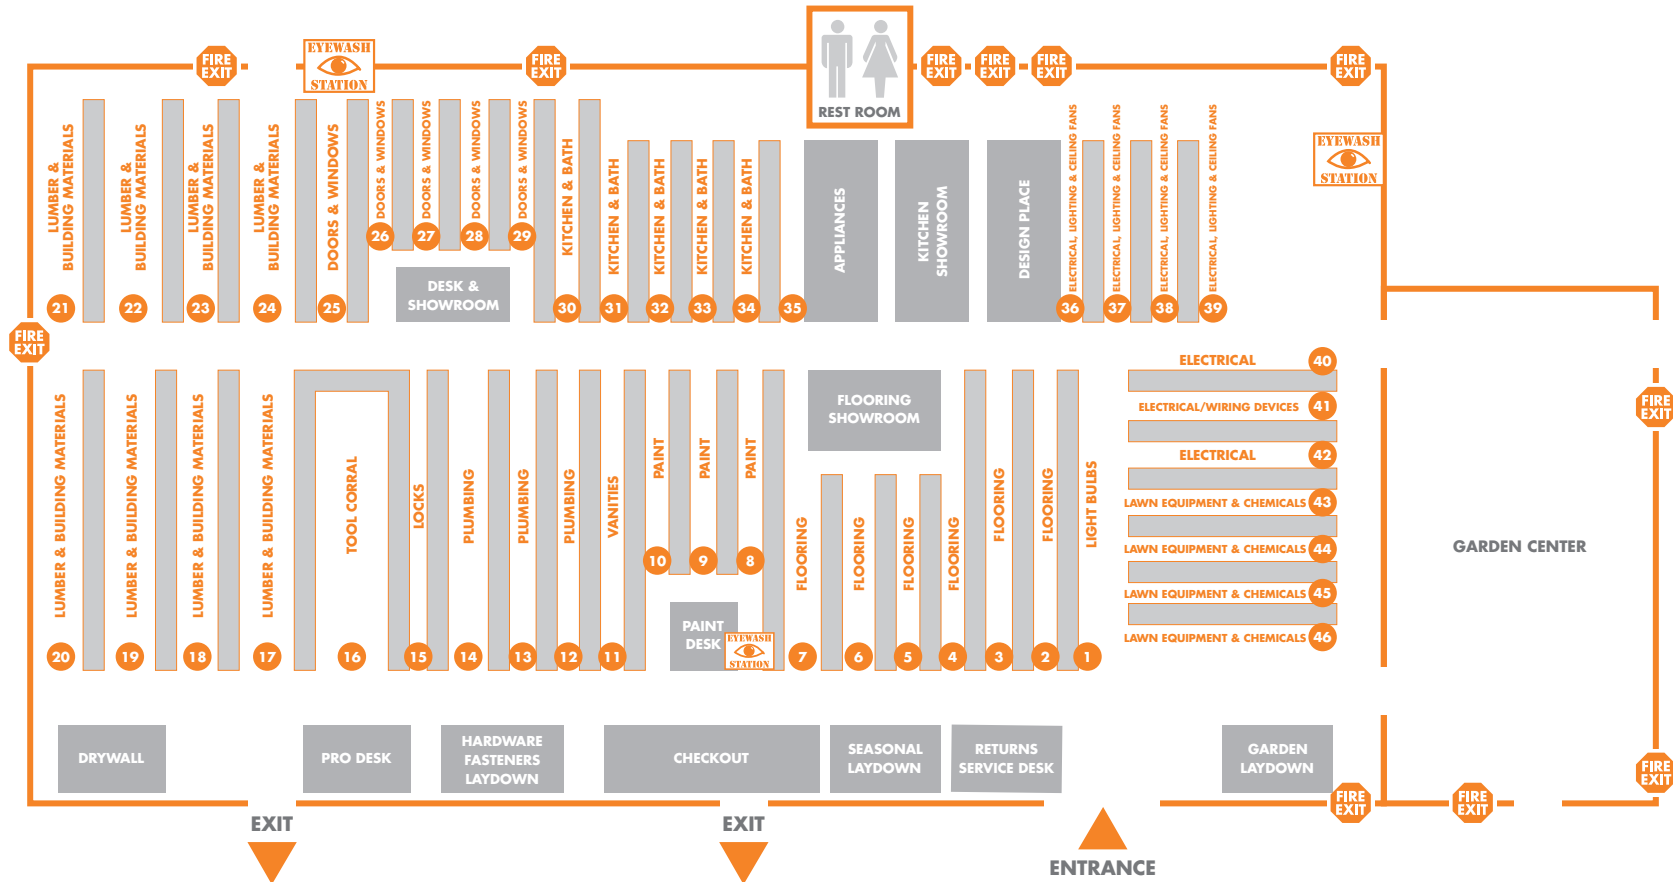 EYEWASH
STATION
FIRE
EXIT
FIRE
EXIT
REST ROOM
FIRE
EXIT
FIRE
EXIT
FIRE
EXIT
FIRE
EXIT
EYEWASH
STATION
LUMBER &
BUILDING MATERIALS
21
LUMBER &
BUILDING MATERIALS
22
LUMBER &
BUILDING MATERIALS
23
LUMBER &
BUILDING MATERIALS
24
DOORS & WINDOWS
25
DOORS & WINDOWS
26
DOORS & WINDOWS
27
DOORS & WINDOWS
28
DOORS & WINDOWS
29
DESK &
SHOWROOM
KITCHEN & BATH
30
KITCHEN & BATH
31
KITCHEN & BATH
32
KITCHEN & BATH
33
KITCHEN & BATH
34
35
APPLIANCES
KITCHEN
SHOWROOM
DESIGN PLACE
ELECTRICAL, LIGHTING & CEILING FANS
36
ELECTRICAL, LIGHTING & CEILING FANS
37
ELECTRICAL, LIGHTING & CEILING FANS
38
ELECTRICAL, LIGHTING & CEILING FANS
39
FIRE
EXIT
LUMBER & BUILDING MATERIALS
20
LUMBER & BUILDING MATERIALS
19
LUMBER & BUILDING MATERIALS
18
LUMBER & BUILDING MATERIALS
17
TOOL CORRAL
16
LOCKS
15
PLUMBING
14
PLUMBING
13
PLUMBING
12
VANITIES
11
PAINT
10
PAINT
9
PAINT
8
PAINT
DESK
EYEWASH
STATION
FLOORING
SHOWROOM
FLOORING
7
FLOORING
6
FLOORING
5
FLOORING
4
FLOORING
3
FLOORING
2
LIGHT BULBS
1
ELECTRICAL 40
ELECTRICAL/WIRING DEVICES 41
ELECTRICAL 42
LAWN EQUIPMENT & CHEMICALS 43
LAWN EQUIPMENT & CHEMICALS 44
LAWN EQUIPMENT & CHEMICALS 45
LAWN EQUIPMENT & CHEMICALS 46
GARDEN CENTER
FIRE
EXIT
FIRE
EXIT
DRYWALL
PRO DESK
HARDWARE
FASTENERS
LAYDOWN
CHECKOUT
SEASONAL
LAYDOWN
RETURNS
SERVICE DESK
GARDEN
LAYDOWN
FIRE
EXIT
FIRE
EXIT
EXIT
EXIT
ENTRANCE